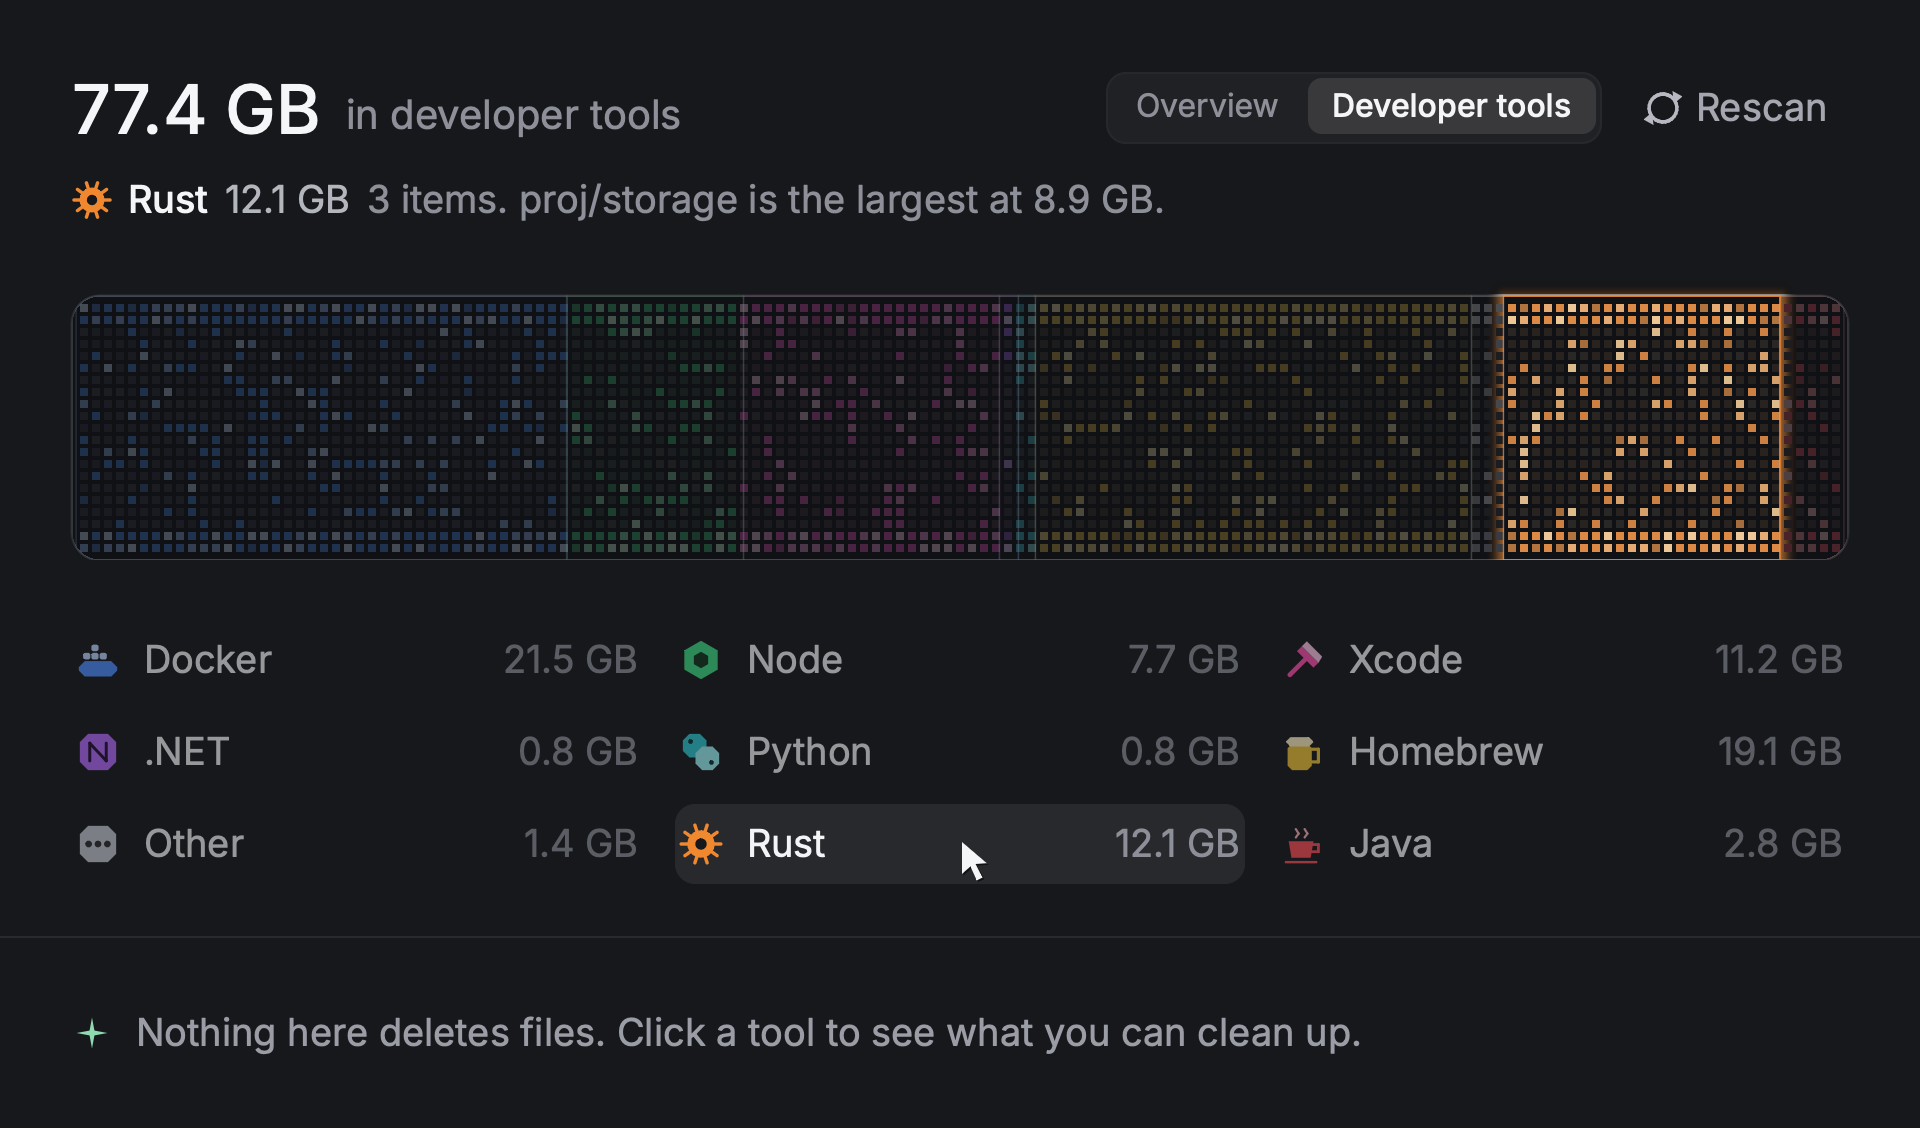 77.4 GB in developer tools
Overview
Developer tools
Rescan
Rust 12.1 GB 3 items. proj/storage is the largest at 8.9 GB.
Docker 21.5 GB
Node 7.7 GB
Xcode 11.2 GB
N .NET 0.8 GB
Python 0.8 GB
Homebrew 19.1 GB
Other 1.4 GB
Rust 12.1 GB
Java 2.8 GB
Nothing here deletes files. Click a tool to see what you can clean up.